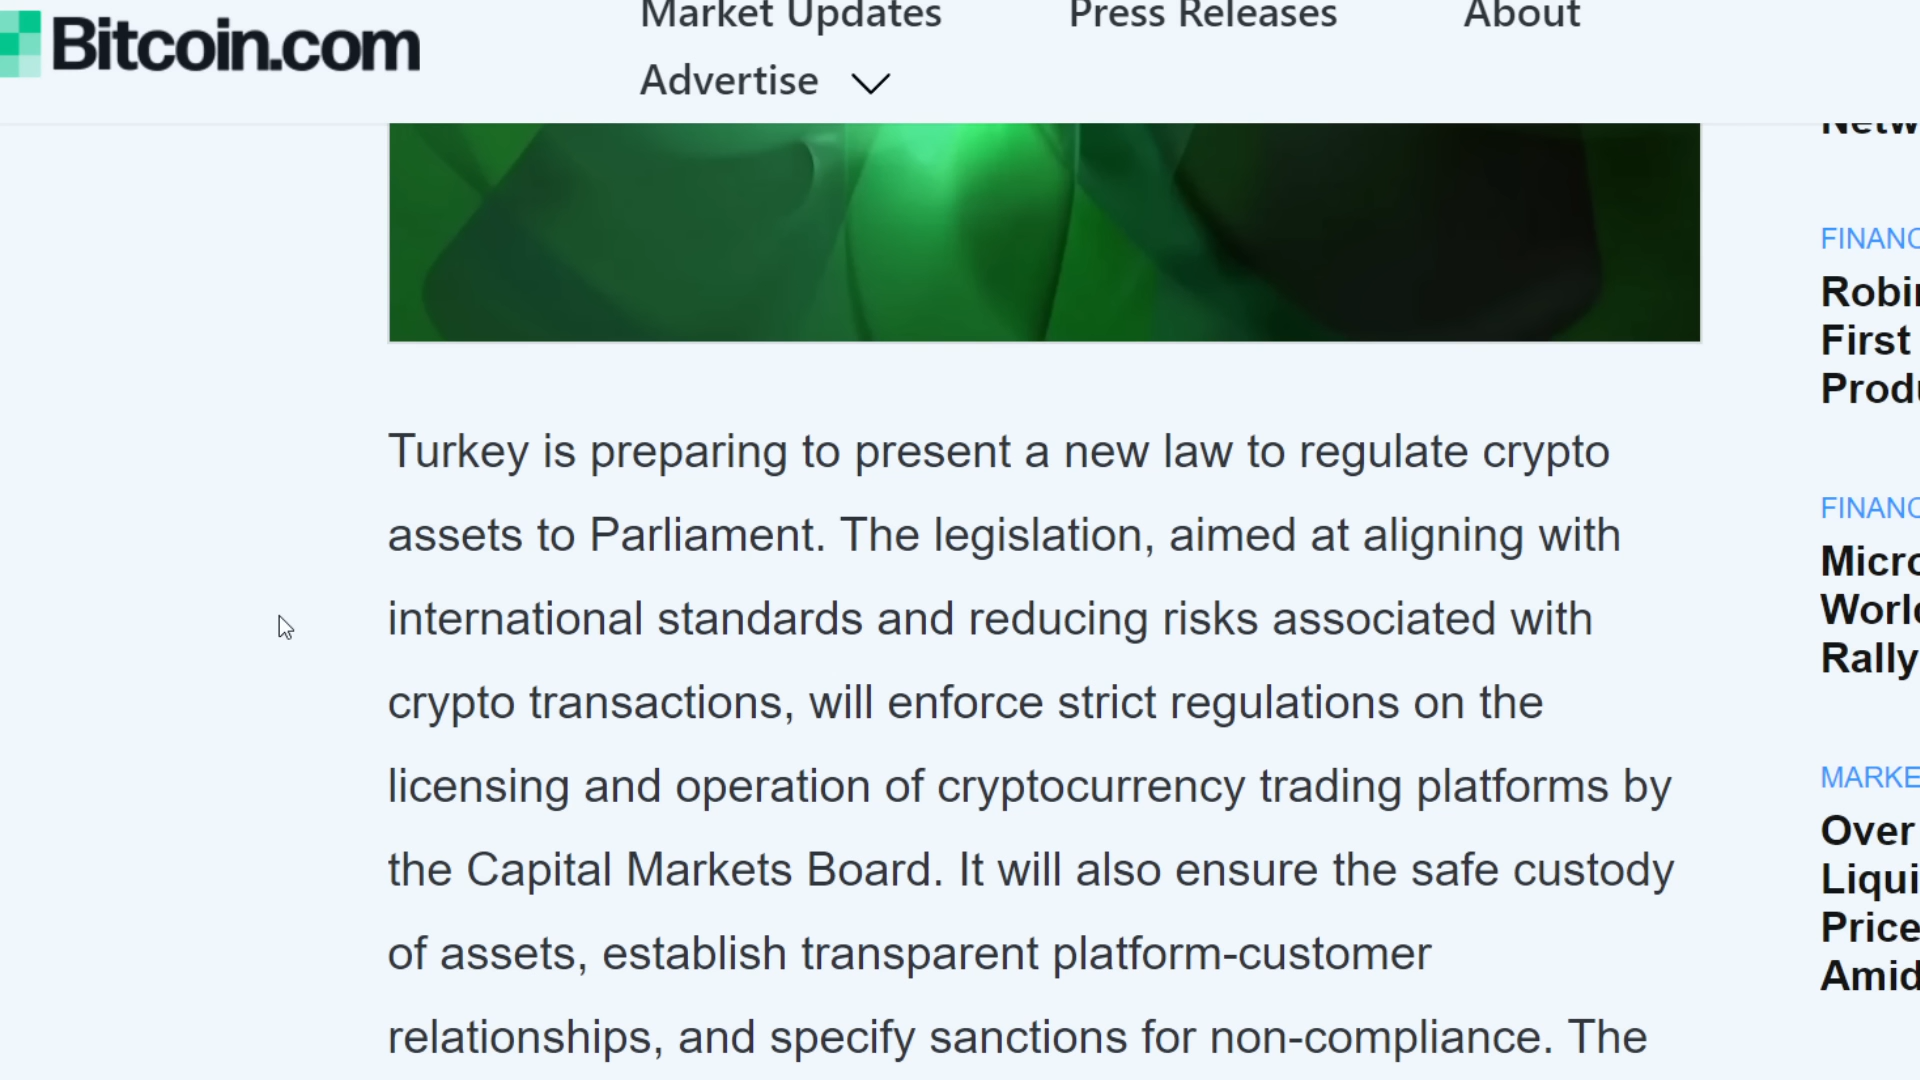 Bitcoin.com
Market Updates
Press Releases
About
Advertise
Turkey is preparing to present a new law to regulate crypto
assets to Parliament. The legislation, aimed at aligning with
international standards and reducing risks associated with
crypto transactions, will enforce strict regulations on the
licensing and operation of cryptocurrency trading platforms by
the Capital Markets Board. It will also ensure the safe custody
of assets, establish transparent platform-customer
relationships, and specify sanctions for non-compliance. The
First
Rally
Over
Price